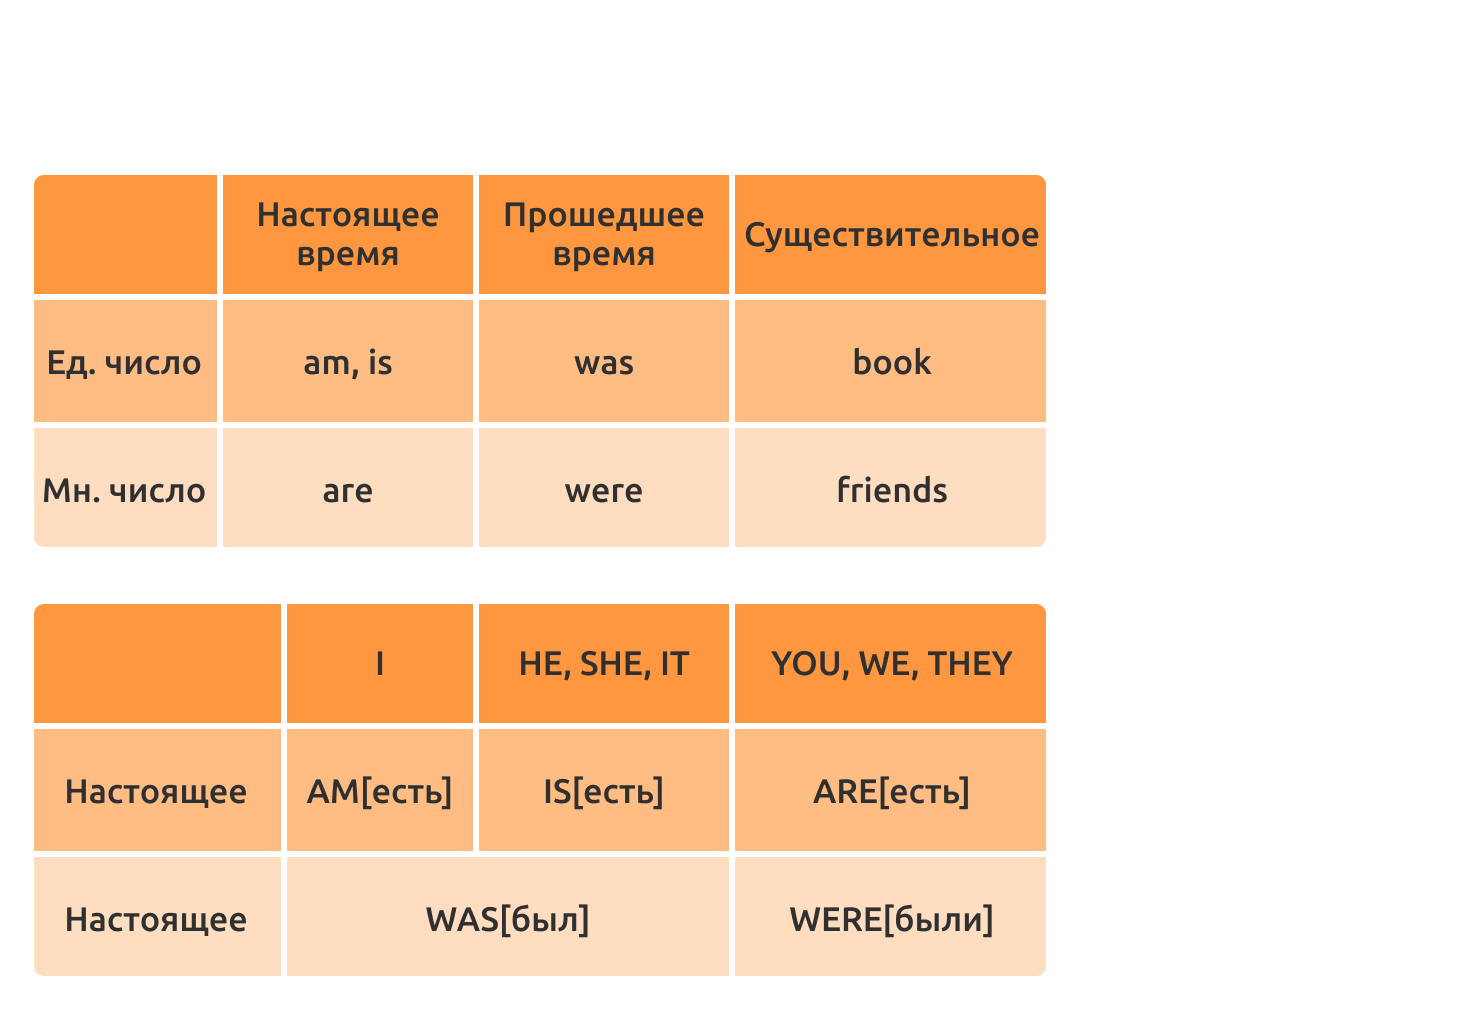 Настоящее
время
Прошедшее
время
Существительное
Ед. число
am, is
was
book
Мн. число
are
were
friends
I
HE, SHE, IT
YOU, WE, THEY
Настоящее
AM[есть]
IS[есть]
ARE[есть]
Настоящее
WAS[был]
WERE[были]